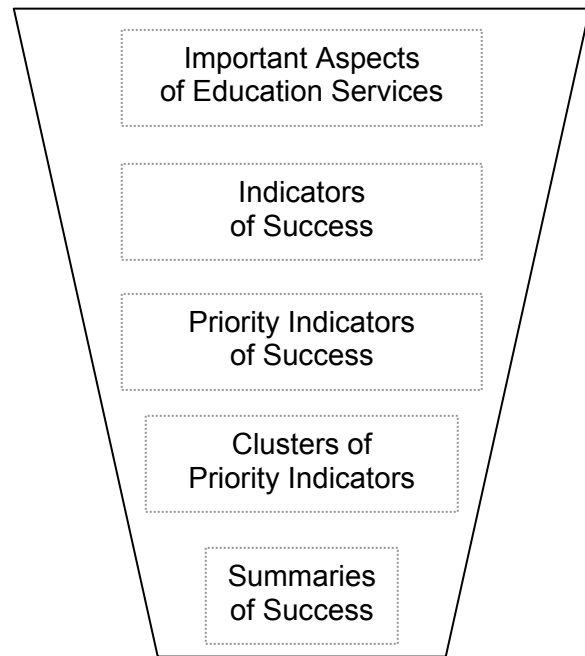 Important Aspects
of Education Services
Indicators
of Success
Priority Indicators
of Success
Clusters of
Priority Indicators
Summaries
of Success